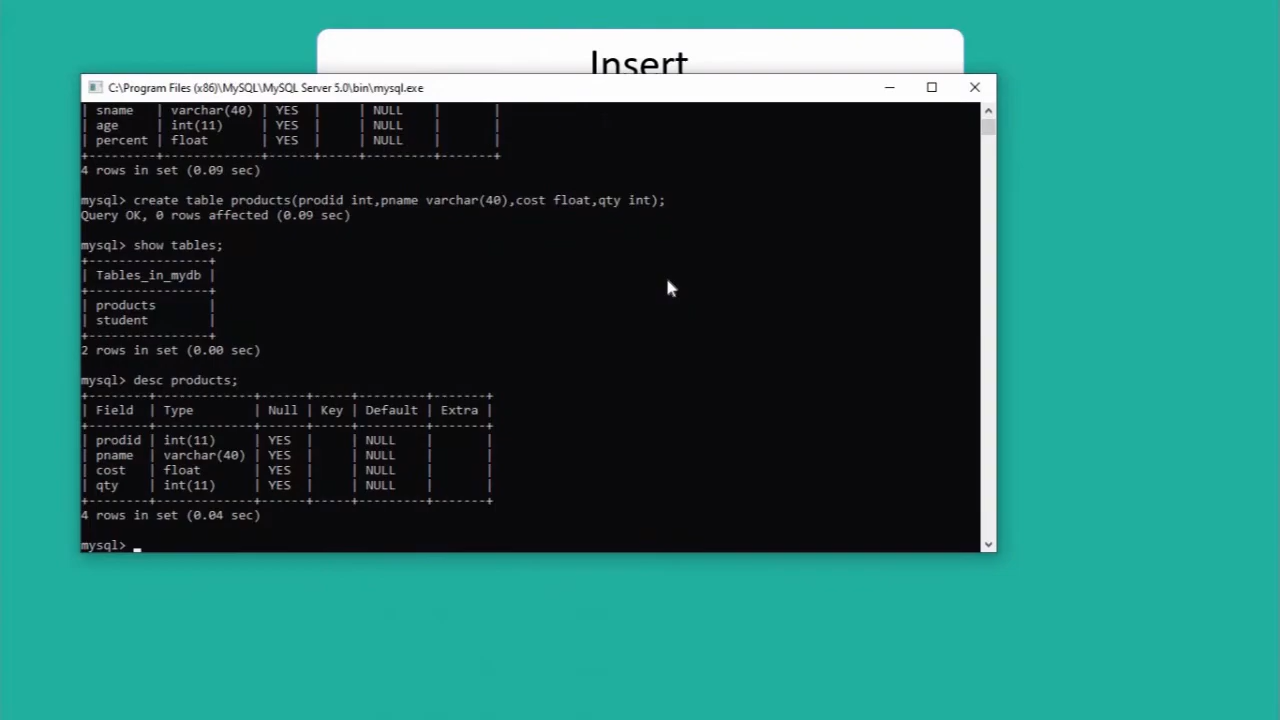 Insert
C:\Program Files (x86)\MySQL\MySQL Server 5.0\bin\mysql.exe
| sname   | varchar(40) | YES  |     | NULL    |       |
| age     | int(11)     | YES  |     | NULL    |       |
| percent | float       | YES  |     | NULL    |       |
+---------+-------------+------+-----+---------+-------+
4 rows in set (0.09 sec)
mysql> create table products(prodid int,pname varchar(40),cost float,qty int);
Query OK, 0 rows affected (0.09 sec)
mysql> show tables;
+----------------+
| Tables_in_mydb |
+----------------+
| products       |
| student        |
+----------------+
2 rows in set (0.00 sec)
mysql> desc products;
+--------+-------------+------+-----+---------+-------+
| Field  | Type        | Null | Key | Default | Extra |
+--------+-------------+------+-----+---------+-------+
| prodid | int(11)     | YES  |     | NULL    |       |
| pname  | varchar(40) | YES  |     | NULL    |       |
| cost   | float       | YES  |     | NULL    |       |
| qty    | int(11)     | YES  |     | NULL    |       |
+--------+-------------+------+-----+---------+-------+
4 rows in set (0.04 sec)
mysql> _